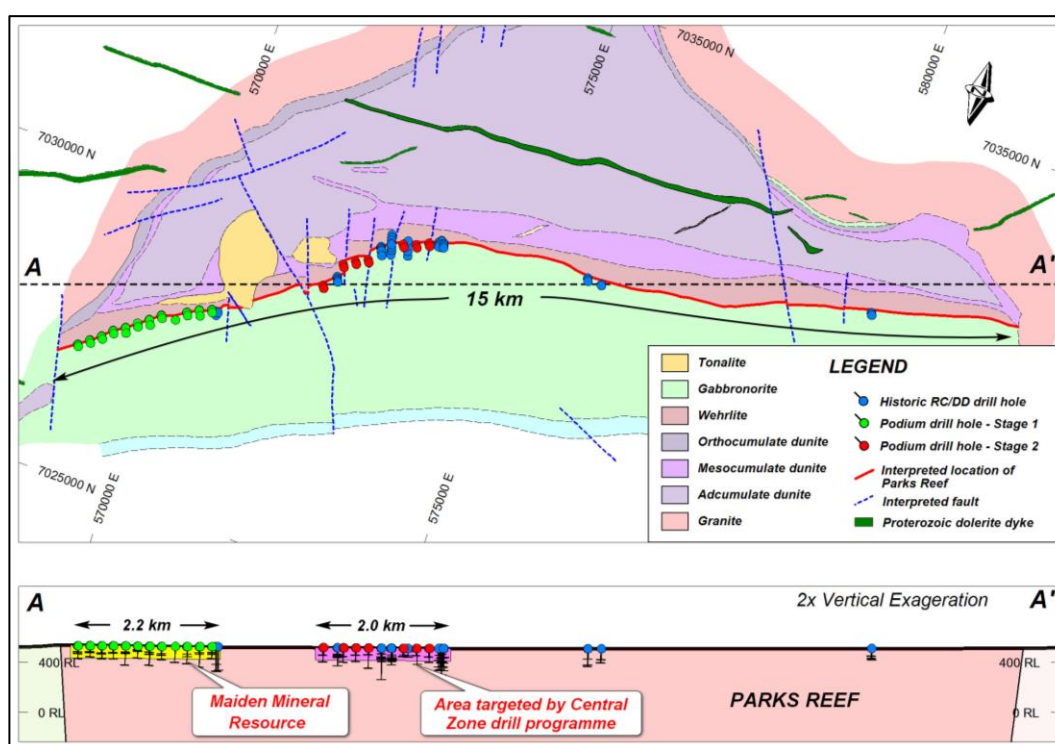 570000 E
575000 E
7035000 N
580000 E
7030000 N
7035000 N
A
A'
15 km
7025000 N
570000 E
575000 E
LEGEND
Tonalite
Gabbronorite
Wehrlite
Orthocumulate dunite
Mesocumulate dunite
Adcumulate dunite
Granite
Historic RC/DD drill hole
Podium drill hole - Stage 1
Podium drill hole - Stage 2
Interpreted location of
Parks Reef
Interpreted fault
Proterozoic dolerite dyke
A
2.2 km
2.0 km
2x Vertical Exageration
A'
400 RL
400 RL
0 RL
0 RL
Maiden Mineral
Resource
Area targeted by Central
Zone drill programme
PARKS REEF